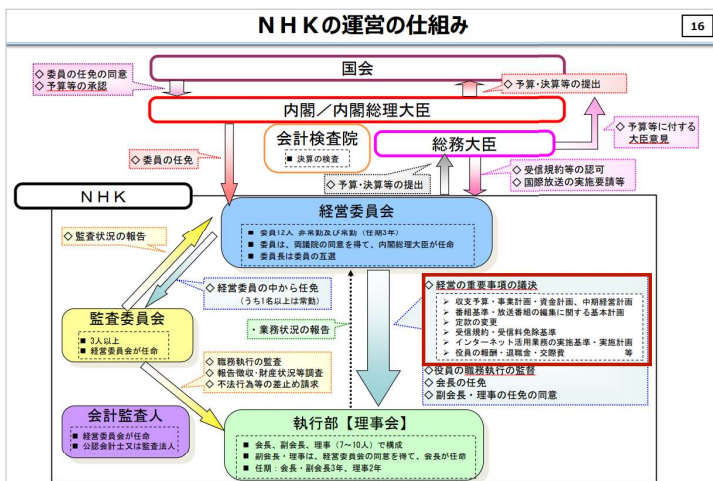 NHKの運営の仕組み
16
国会
◇ 委員の任免の同意
◇ 予算等の承認
◇ 予算・決算等の提出
内閣/内閣総理大臣
会計検査院
■ 決算の検査
総務大臣
◇ 予算等に付する
大臣意見
◇ 委員の任免
◇ 予算・決算等の提出
◇ 受信規約等の認可
◇ 国際放送の実施要請等
NHK
経営委員会
■ 委員12人 非常勤及び常勤(任期3年)
■ 委員は、両議院の同意を得て、内閣総理大臣が任命
■ 委員長は委員の互選
◇ 監査状況の報告
◇ 経営委員の中から任免
(うち1名以上は常勤)
監査委員会
■ 3人以上
■ 経営委員会が任命
・業務状況の報告
◇ 経営の重要事項の議決
➢ 収支予算・事業計画・資金計画、中期経営計画
➢ 番組基準・放送番組の編集に関する基本計画
➢ 定款の変更
➢ 受信規約・受信料免除基準
➢ インターネット活用業務の実施基準・実施計画
➢ 役員の報酬・退職金・交際費 等
◇ 役員の職務執行の監督
◇ 会長の任免
◇ 副会長・理事の任免の同意
◇ 職務執行の監査
◇ 報告徴収・財産状況等調査
◇ 不法行為等の差止め請求
会計監査人
■ 経営委員会が任命
■ 公認会計士又は監査法人
執行部【理事会】
■ 会長、副会長、理事(7~10人)で構成
■ 副会長・理事は、経営委員会の同意を得て、会長が任命
■ 任期:会長・副会長3年、理事2年